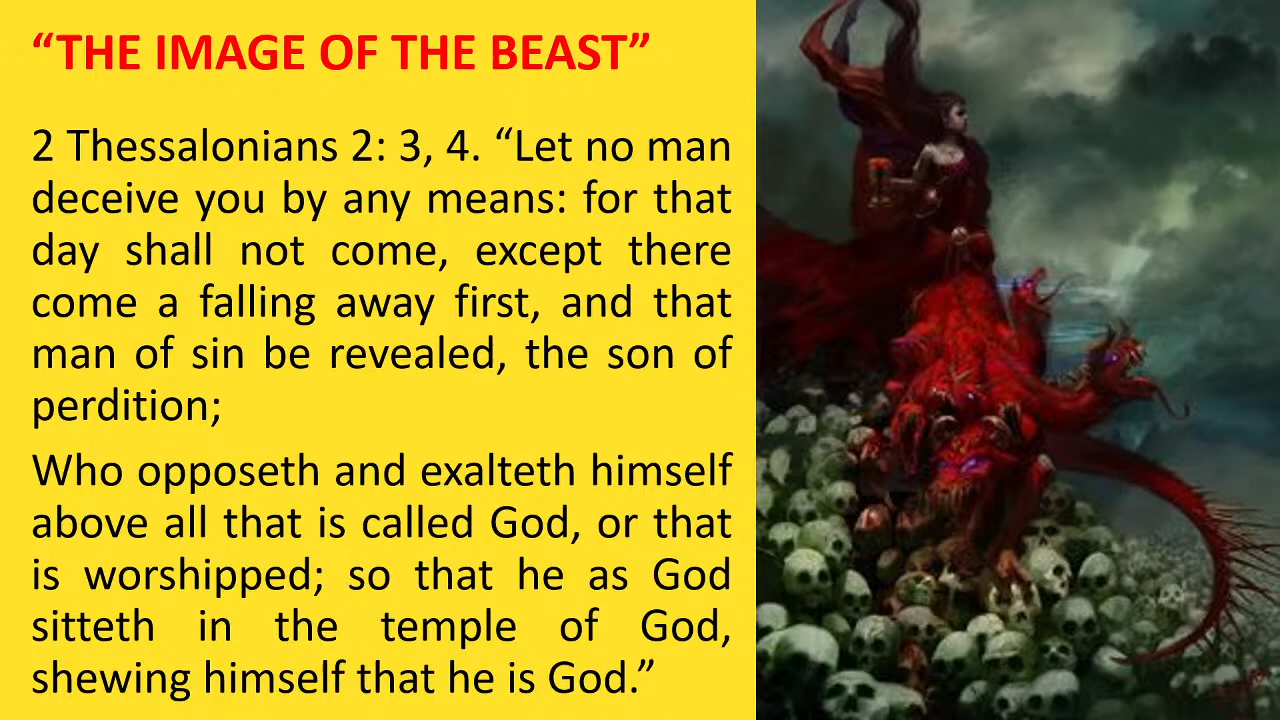 “THE IMAGE OF THE BEAST”
2 Thessalonians 2: 3, 4. “Let no man
deceive you by any means: for that
day shall not come, except there
come a falling away first, and that
man of sin be revealed, the son of
perdition;
Who opposeth and exalteth himself
above all that is called God, or that
is worshipped; so that he as God
sitteth in the temple of God,
shewing himself that he is God.”